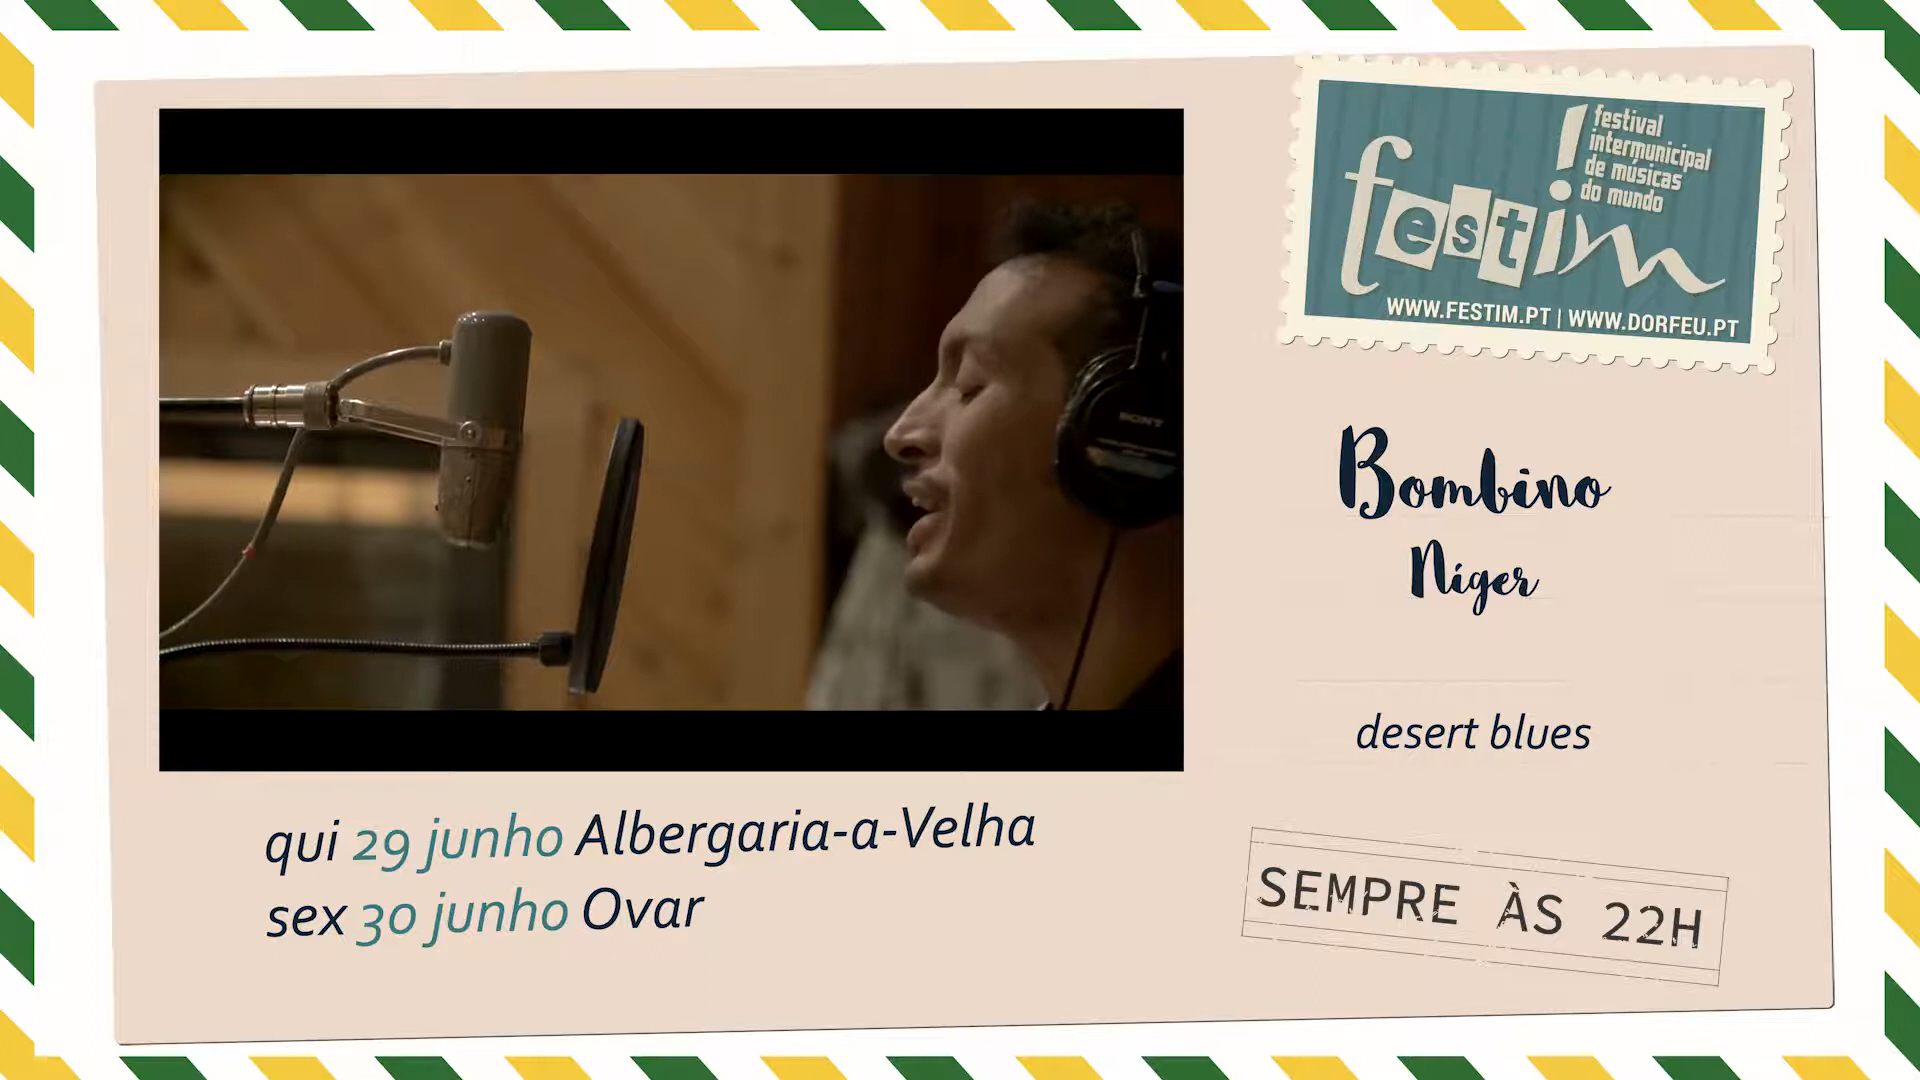 festival
intermunicipal
de músicas
do mundo
festim
WWW.FESTIM.PT | WWW.DORFEU.PT
SONY
Bombino
Níger
desert blues
qui 29 junho Albergaria-a-Velha
sex 30 junho Ovar
SEMPRE ÀS 22H